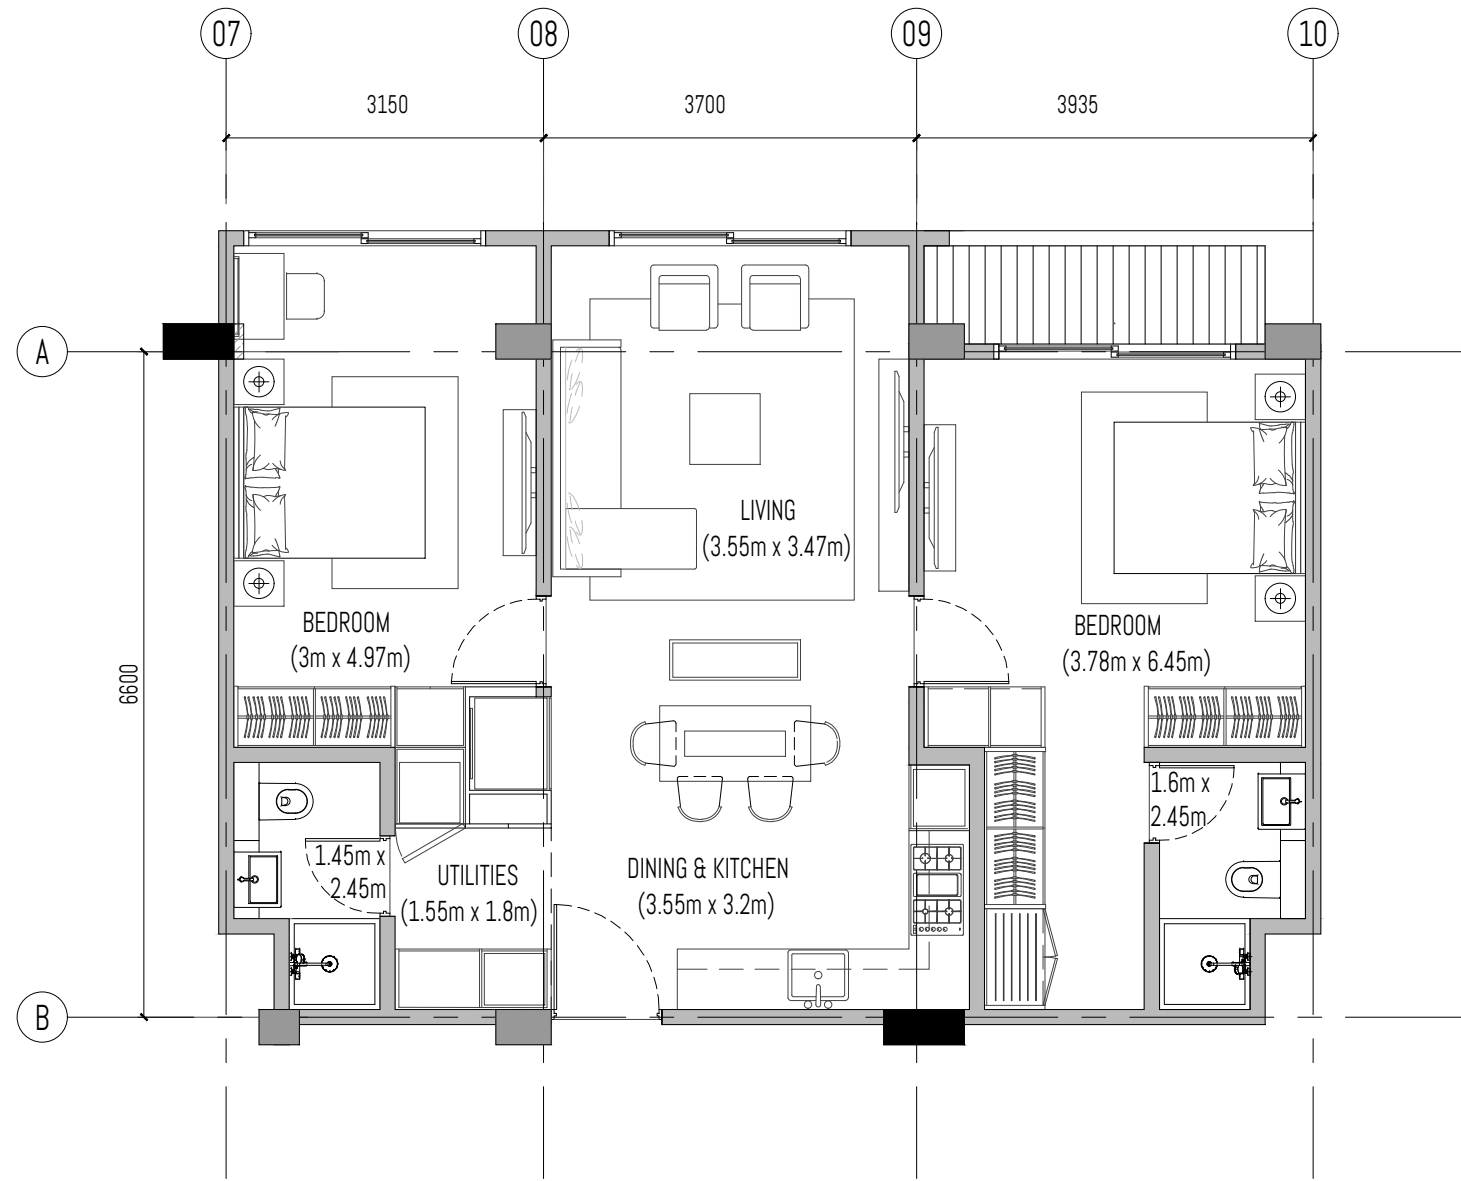 07
08
09
10
3150
3700
3935
A
6600
LIVING
(3.55m x 3.47m)
BEDROOM
(3m x 4.97m)
BEDROOM
(3.78m x 6.45m)
1.6m x
2.45m
1.45m x
2.45m
UTILITIES
(1.55m x 1.8m)
DINING & KITCHEN
(3.55m x 3.2m)
B